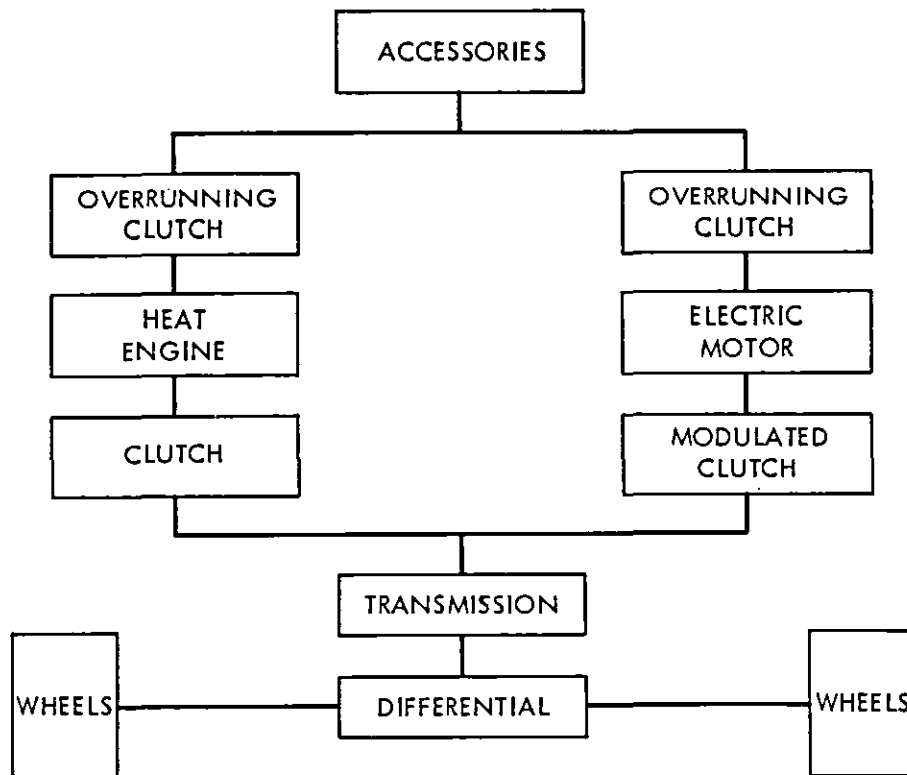 ACCESSORIES
OVERRUNNING
CLUTCH
OVERRUNNING
CLUTCH
HEAT
ENGINE
ELECTRIC
MOTOR
CLUTCH
MODULATED
CLUTCH
TRANSMISSION
WHEELS
DIFFERENTIAL
WHEELS